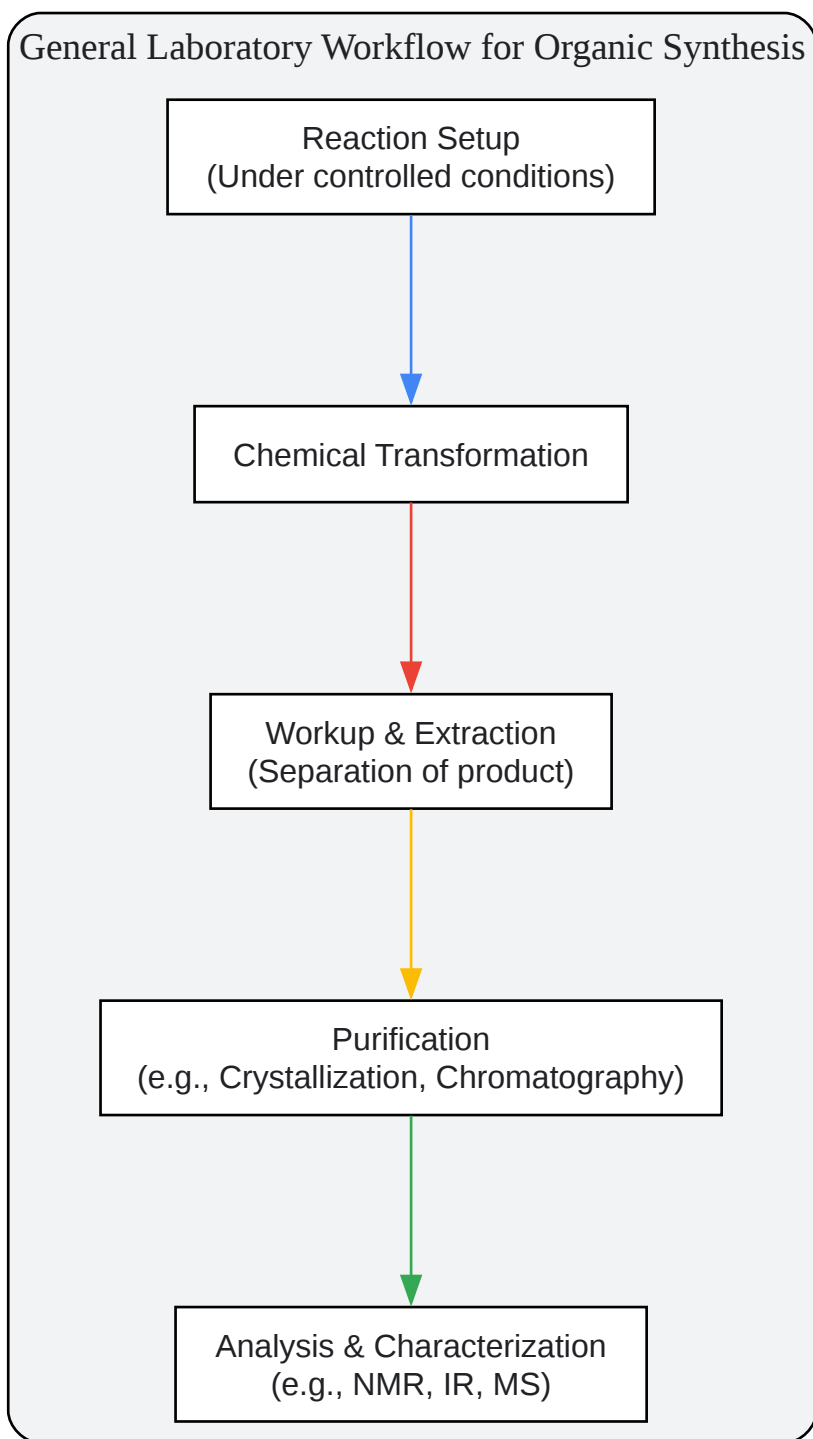 General Laboratory Workflow for Organic Synthesis
Reaction Setup
(Under controlled conditions)
Chemical Transformation
Workup & Extraction
(Separation of product)
Purification
(e.g., Crystallization, Chromatography)
Analysis & Characterization
(e.g., NMR, IR, MS)